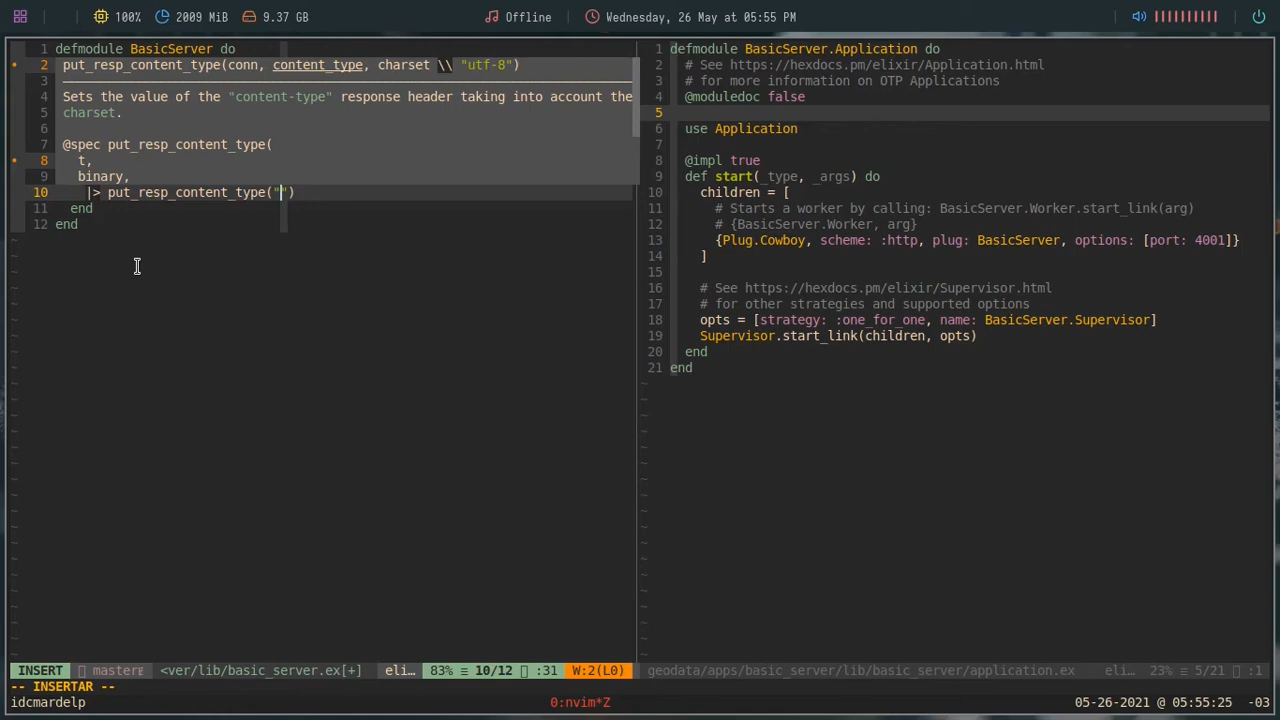 100% 2009 MiB 9.37 GB Offline Wednesday, 26 May at 05:55 PM
1 defmodule BasicServer do
2 put_resp_content_type(conn, content_type, charset \\ "utf-8")
3
4 Sets the value of the "content-type" response header taking into account the
5 charset.
6
7 @spec put_resp_content_type(
8 t,
9 binary,
10 |> put_resp_content_type("")
11 end
12 end
~
1 defmodule BasicServer.Application do
2 # See https://hexdocs.pm/elixir/Application.html
3 # for more information on OTP Applications
4 @moduledoc false
5
6 use Application
7
8 @impl true
9 def start(_type, _args) do
10 children = [
11 # Starts a worker by calling: BasicServer.Worker.start_link(arg)
12 # {BasicServer.Worker, arg}
13 {Plug.Cowboy, scheme: :http, plug: BasicServer, options: [port: 4001]}
14 ]
15
16 # See https://hexdocs.pm/elixir/Supervisor.html
17 # for other strategies and supported options
18 opts = [strategy: :one_for_one, name: BasicServer.Supervisor]
19 Supervisor.start_link(children, opts)
20 end
21 end
~
INSERT master <ver/lib/basic_server.ex[+] eli… 83% ≡ 10/12 :31 W:2(L0)
geodata/apps/basic_server/lib/basic_server/application.ex eli… 23% ≡ 5/21 :1
-- INSERTAR --
idcmardelp 0:nvim*Z 05-26-2021 @ 05:55:25 -03